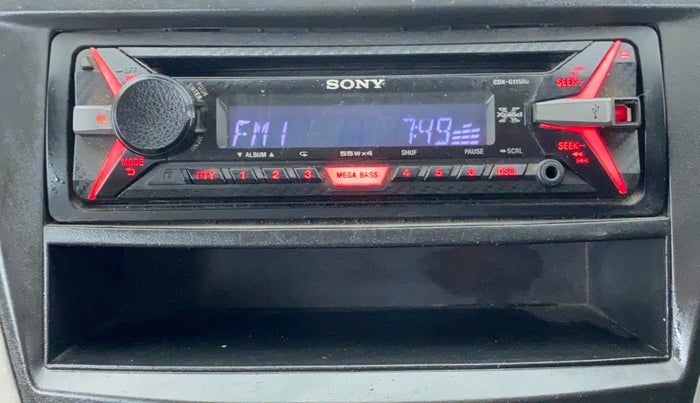 OFF
SONY
CDX-G1150U
SEEK+
FM1 7:49
SEEK-
MODE
▼ ALBUM ▲ 55W×4 SHUF PAUSE SCRL
PTY 1 2 3 MEGA BASS 4 5 6 DSPL